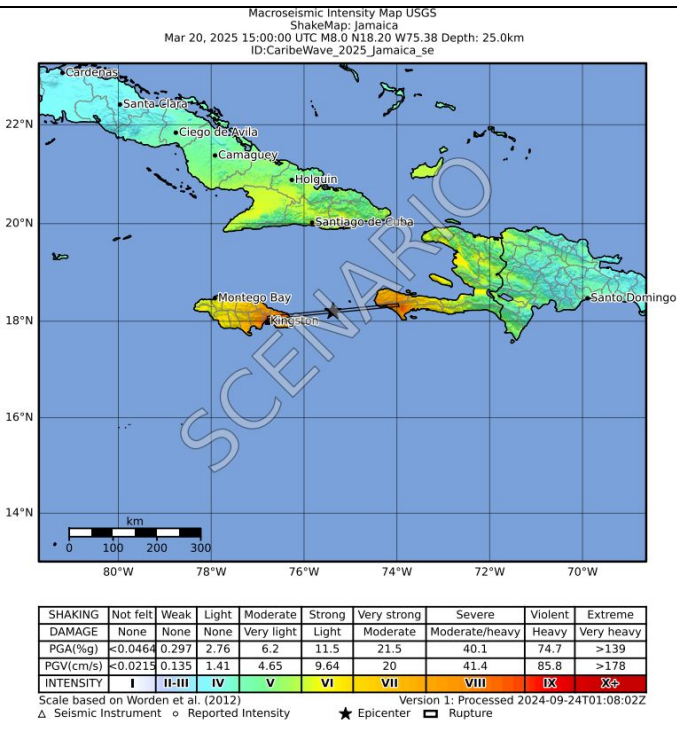 Macroseismic Intensity Map USGS
ShakeMap: Jamaica
Mar 20, 2025 15:00:00 UTC M8.0 N18.20 W75.38 Depth: 25.0km
ID:CaribeWave_2025_Jamaica_se
Cardenas
Santa Clara
Ciego de Avila
22°N
Camaguey
Holguin
20°N
Santiago de Cuba
SCENARIO
Montego Bay
Santo Domingo
18°N
Kingston
16°N
14°N
km
0 100 200 300
80°W 78°W 76°W 74°W 72°W 70°W
SHAKING Not felt Weak Light Moderate Strong Very strong Severe Violent Extreme
DAMAGE None None None Very light Light Moderate Moderate/heavy Heavy Very heavy
PGA(%g) <0.0464 0.297 2.76 6.2 11.5 21.5 40.1 74.7 >139
PGV(cm/s) <0.0215 0.135 1.41 4.65 9.64 20 41.4 85.8 >178
INTENSITY I II-III IV V VI VII VIII IX X+
Scale based on Worden et al. (2012) Version 1: Processed 2024-09-24T01:08:02Z
△ Seismic Instrument ○ Reported Intensity ★ Epicenter ▭ Rupture